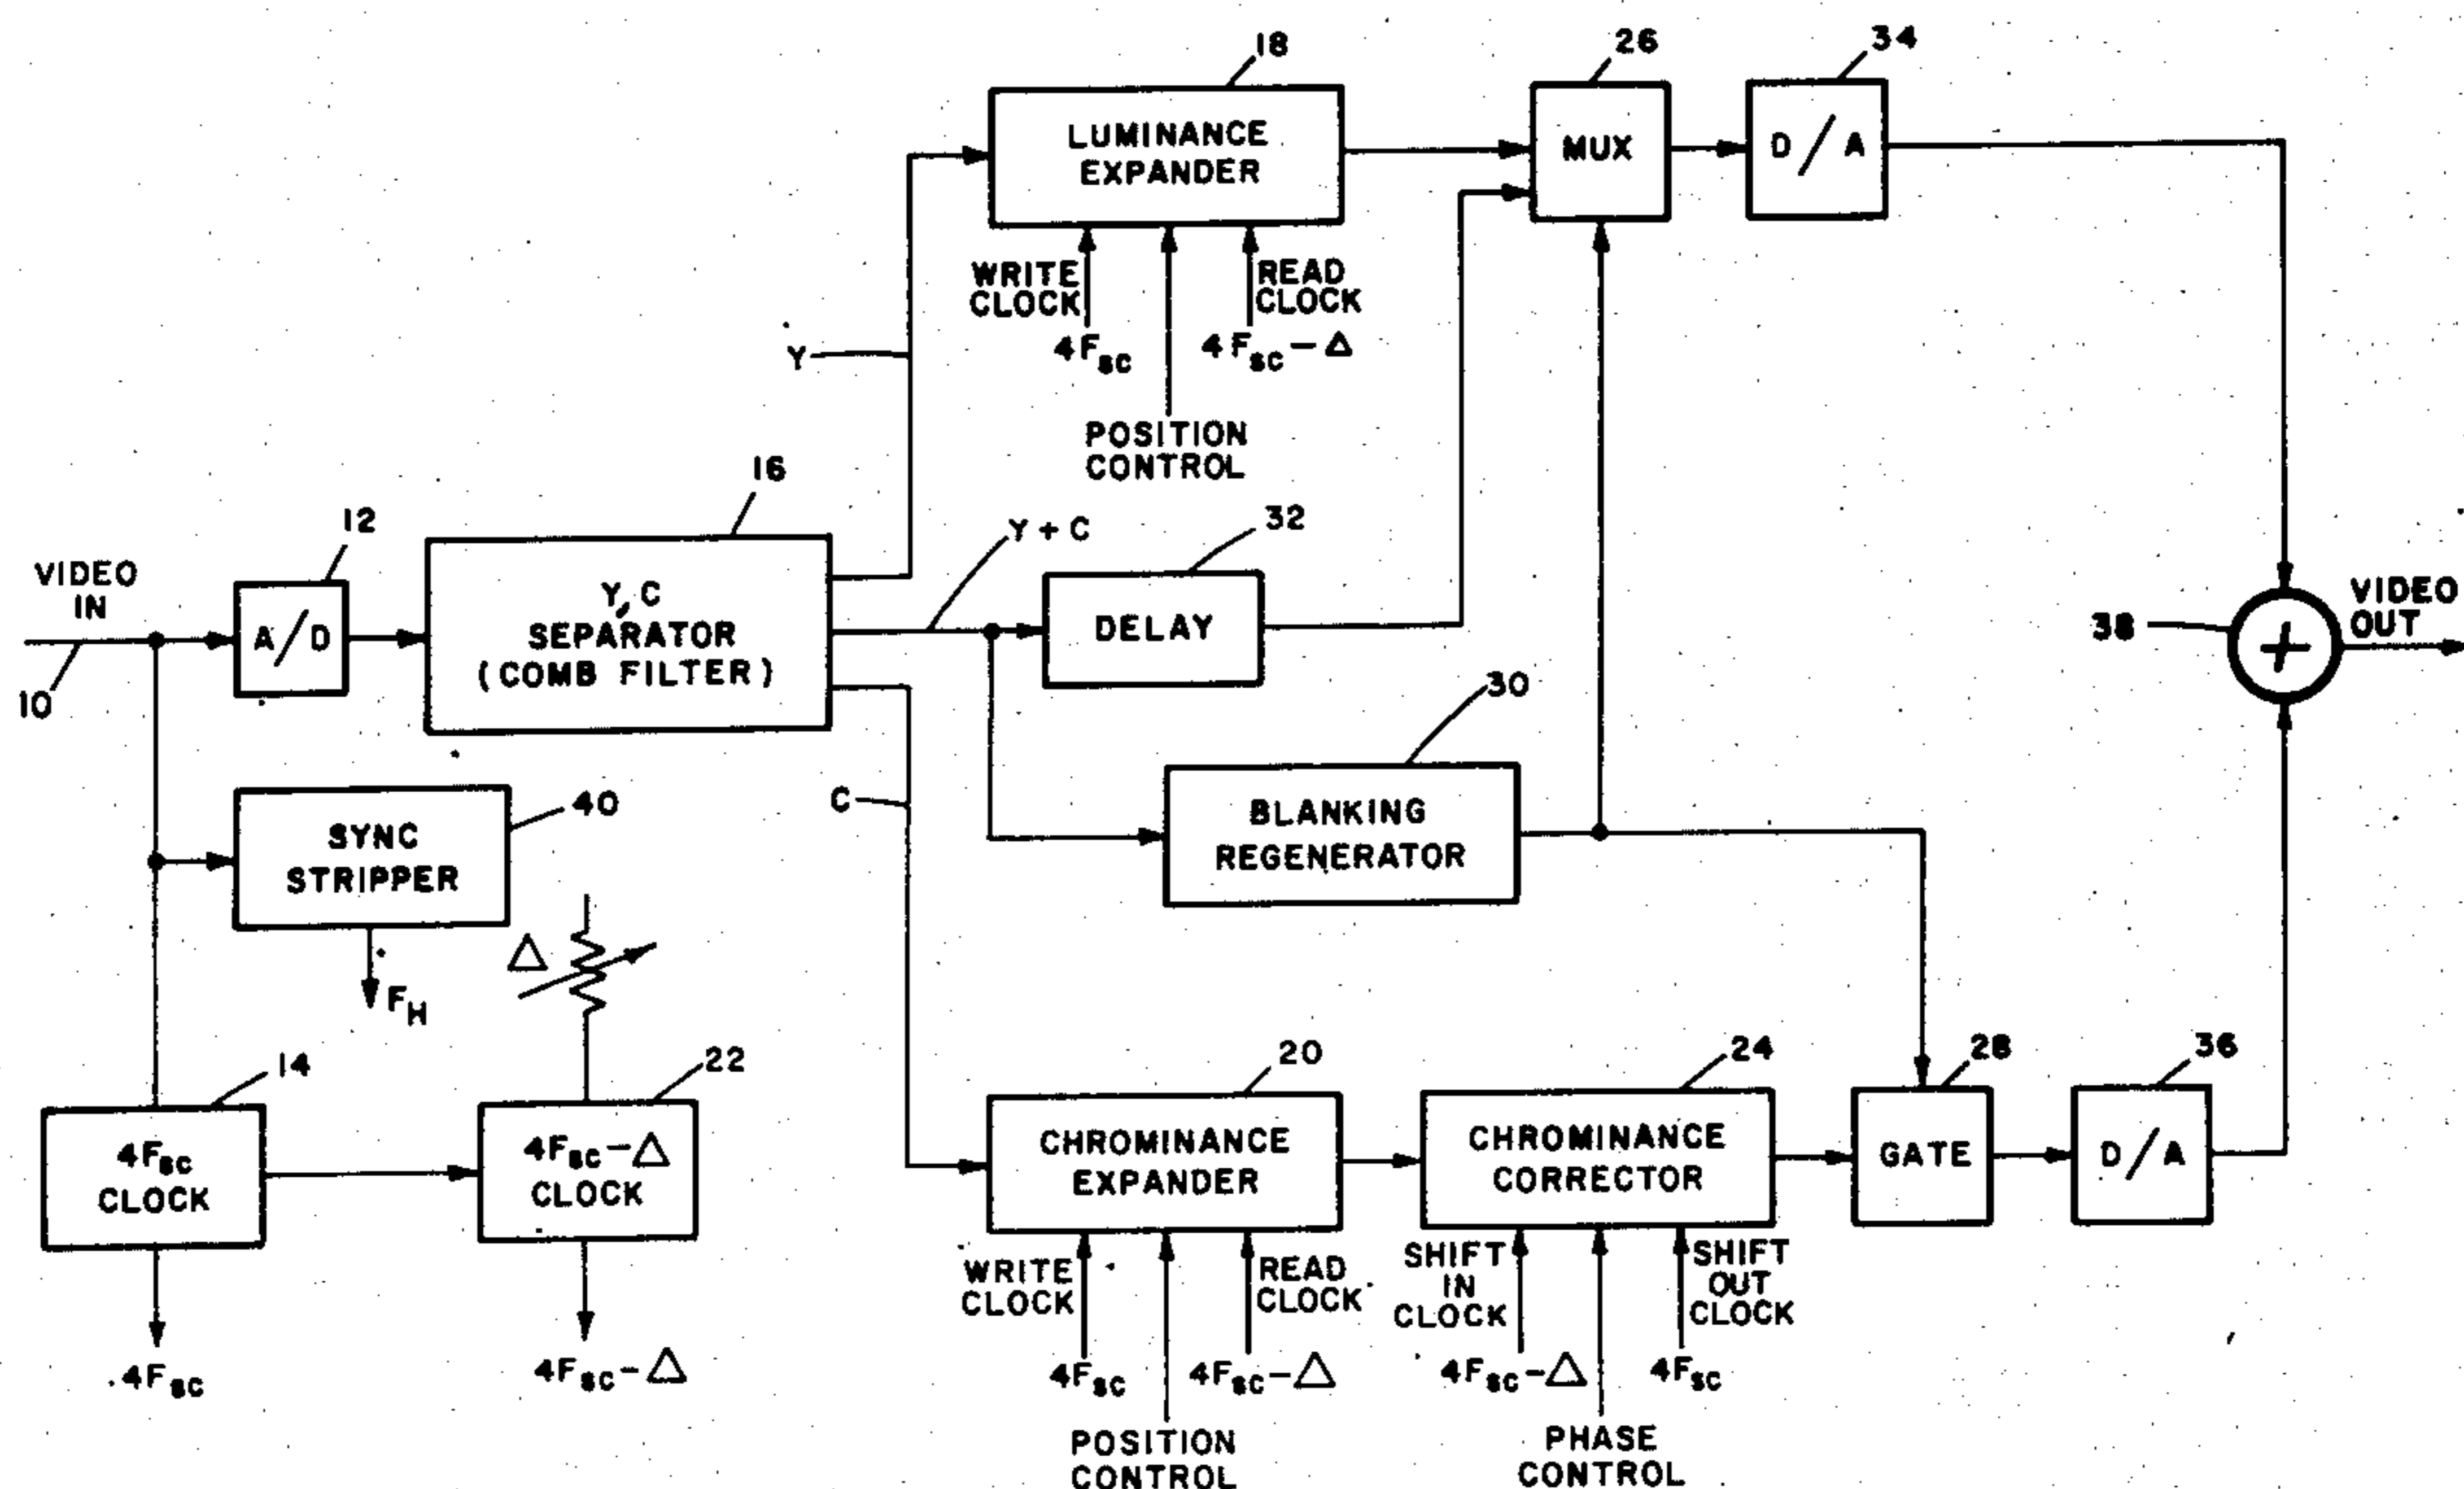 18
26
34
LUMINANCE
EXPANDER
MUX
D/A
WRITE
CLOCK
READ
CLOCK
4Fsc
4Fsc-Δ
Y
POSITION
CONTROL
16
12
Y+C
32
VIDEO
IN
A/D
Y, C
SEPARATOR
(COMB FILTER)
DELAY
38
+
VIDEO
OUT
10
30
40
C
SYNC
STRIPPER
BLANKING
REGENERATOR
Δ
FH
14
22
20
24
28
36
4Fsc
CLOCK
4Fsc-Δ
CLOCK
CHROMINANCE
EXPANDER
CHROMINANCE
CORRECTOR
GATE
D/A
WRITE
CLOCK
READ
CLOCK
SHIFT
IN
CLOCK
SHIFT
OUT
CLOCK
4Fsc
4Fsc-Δ
4Fsc
4Fsc-Δ
4Fsc-Δ
4Fsc
POSITION
CONTROL
PHASE
CONTROL